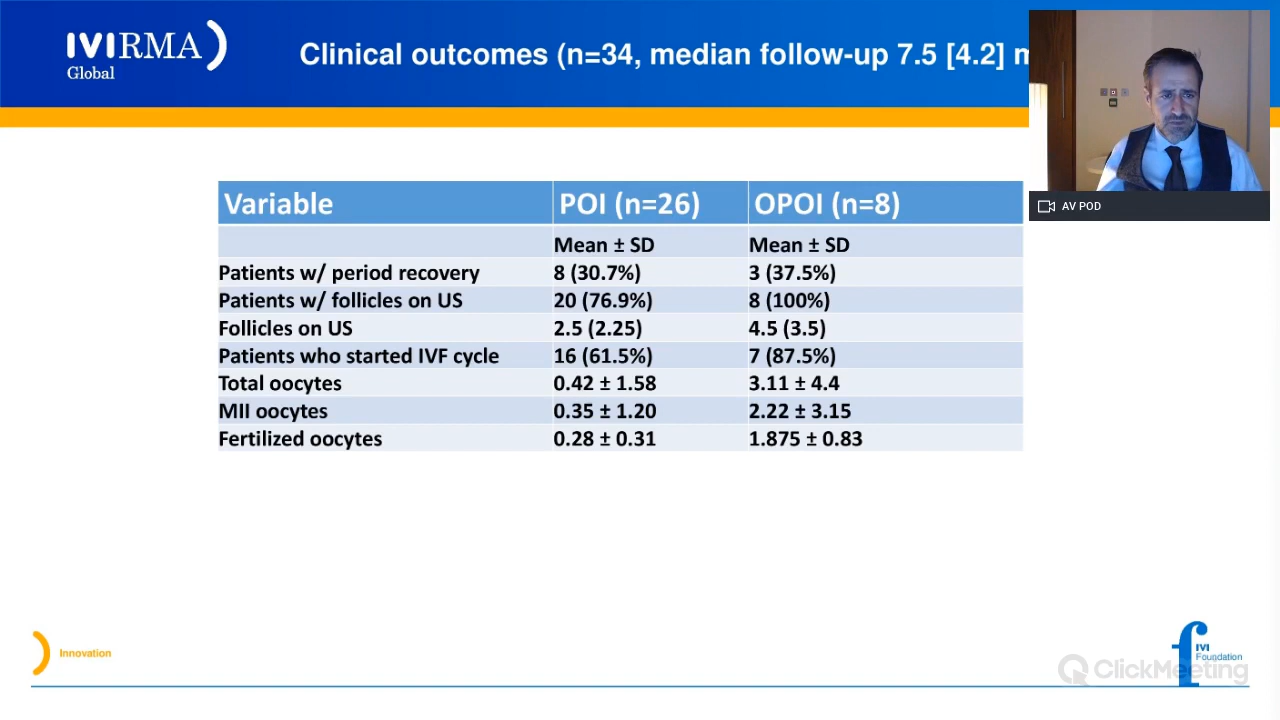 IVIRMA
Global
Clinical outcomes (n=34, median follow-up 7.5 [4.2] m
AV POD
Variable POI (n=26) OPOI (n=8)
Mean ± SD Mean ± SD
Patients w/ period recovery 8 (30.7%) 3 (37.5%)
Patients w/ follicles on US 20 (76.9%) 8 (100%)
Follicles on US 2.5 (2.25) 4.5 (3.5)
Patients who started IVF cycle 16 (61.5%) 7 (87.5%)
Total oocytes 0.42 ± 1.58 3.11 ± 4.4
MII oocytes 0.35 ± 1.20 2.22 ± 3.15
Fertilized oocytes 0.28 ± 0.31 1.875 ± 0.83
Innovation
IVI
Foundation
ClickMeeting